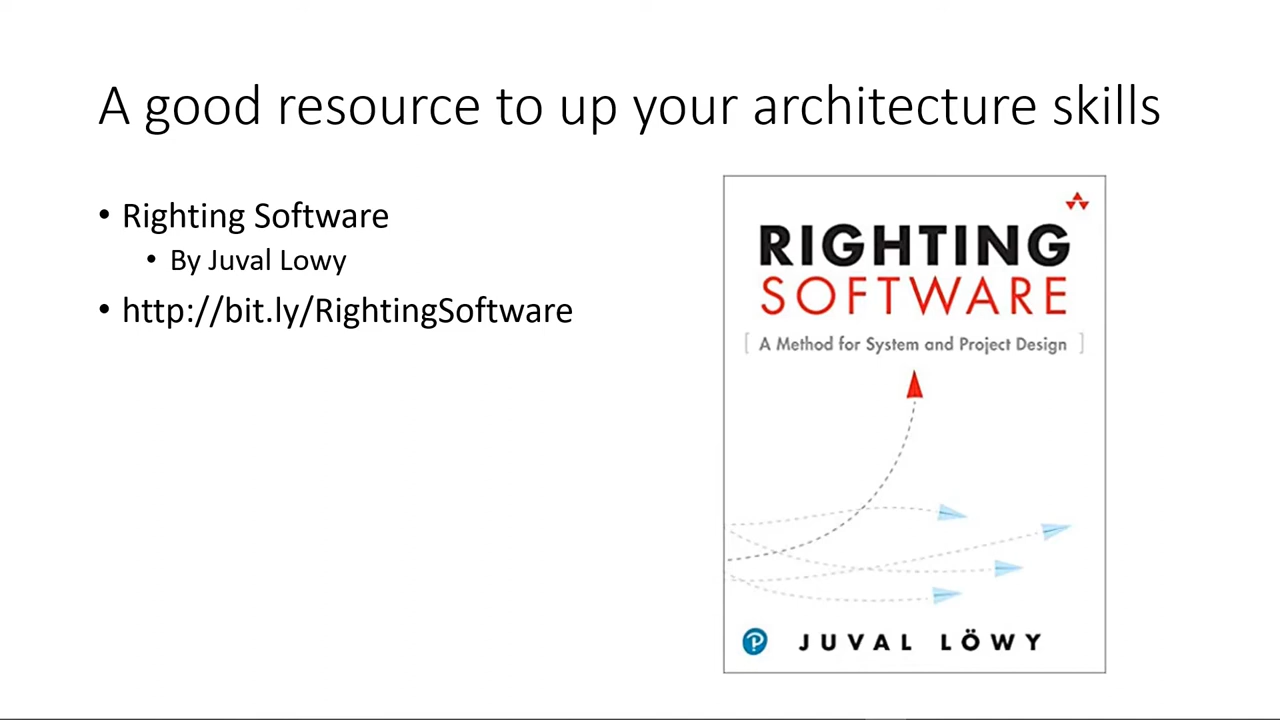 A good resource to up your architecture skills
• Righting Software
• By Juval Lowy
• http://bit.ly/RightingSoftware
RIGHTING
SOFTWARE
[ A Method for System and Project Design ]
P JUVAL LÖWY